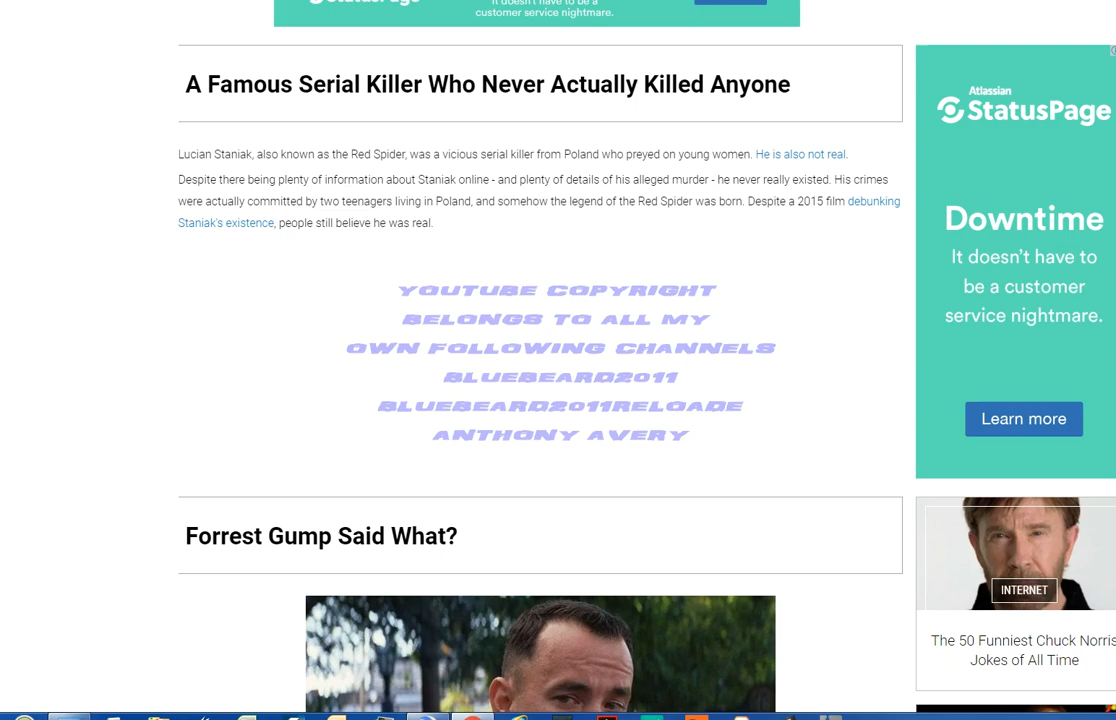 StatusPage
It doesn't have to be a
customer service nightmare.
A Famous Serial Killer Who Never Actually Killed Anyone
Lucian Staniak, also known as the Red Spider, was a vicious serial killer from Poland who preyed on young women. He is also not real.
Despite there being plenty of information about Staniak online - and plenty of details of his alleged murder - he never really existed. His crimes
were actually committed by two teenagers living in Poland, and somehow the legend of the Red Spider was born. Despite a 2015 film debunking
Staniak's existence, people still believe he was real.
YOUTUBE COPYRIGHT
BELONGS TO ALL MY
OWN FOLLOWING CHANNELS
BLUEBEARD2011
BLUEBEARD2011RELOADE
ANTHONY AVERY
Atlassian
StatusPage
Downtime
It doesn't have to
be a customer
service nightmare.
Learn more
Forrest Gump Said What?
INTERNET
The 50 Funniest Chuck Norris
Jokes of All Time